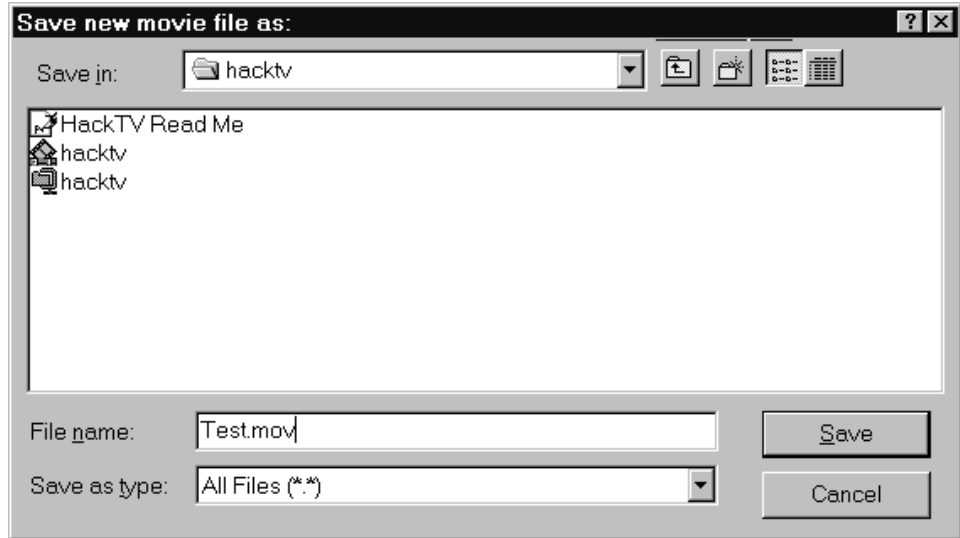 Save new movie file as:
Save in: hacktv
HackTV Read Me
hacktv
hacktv
File name: Test.mov Save
Save as type: All Files (*.*) Cancel